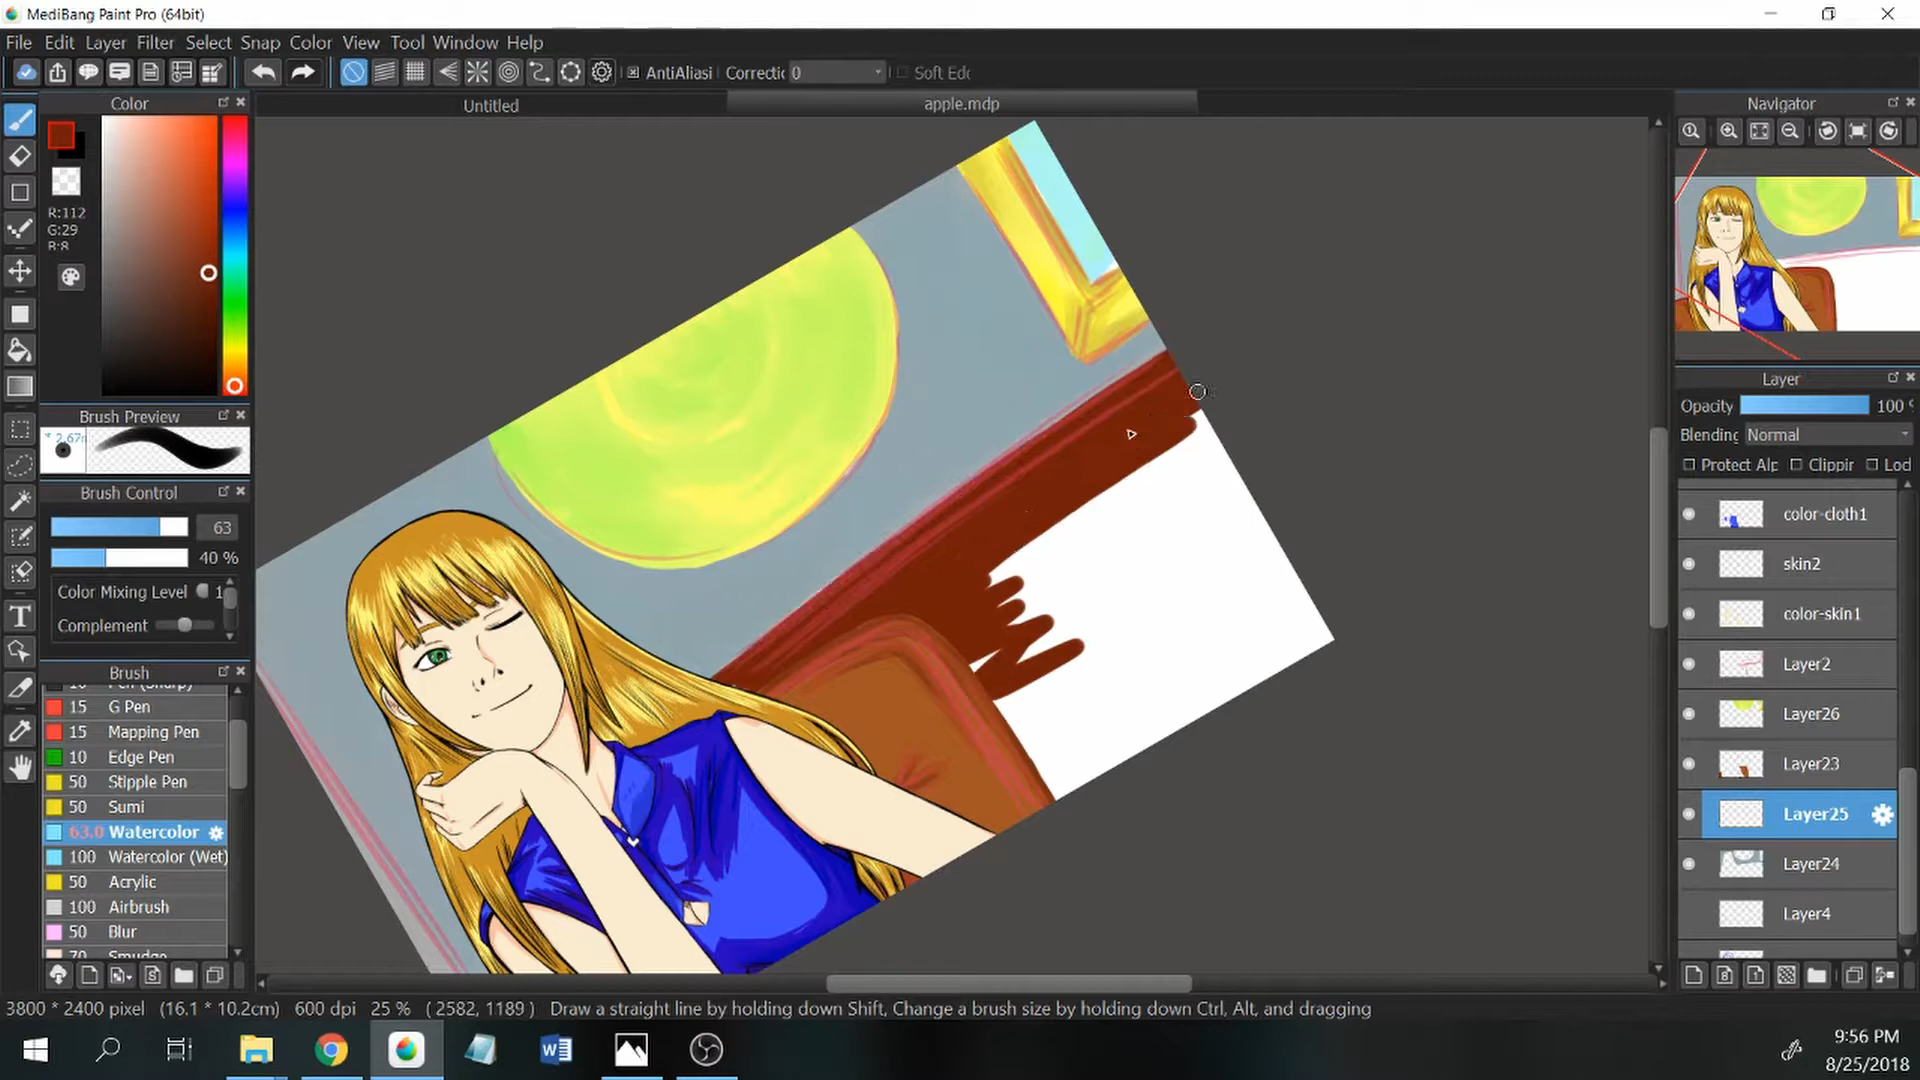 MediBang Paint Pro (64bit)
File Edit Layer Filter Select Snap Color View Tool Window Help
AntiAliasi Correctic 0 Soft Edc
Color Untitled apple.mdp Navigator
R:112
G:29
B:8
Brush Preview
Layer
Opacity 100 %
Blending Normal
Protect Alp Clippir Loc
Brush Control
63
40 %
Color Mixing Level 1
Complement
Brush
15 G Pen
15 Mapping Pen
10 Edge Pen
50 Stipple Pen
50 Sumi
63.0 Watercolor
100 Watercolor (Wet)
50 Acrylic
100 Airbrush
50 Blur
70 Smudge
color-cloth1
skin2
color-skin1
Layer2
Layer26
Layer23
Layer25
Layer24
Layer4
3800 * 2400 pixel (16.1 * 10.2cm) 600 dpi 25 % ( 2582, 1189 ) Draw a straight line by holding down Shift, Change a brush size by holding down Ctrl, Alt, and dragging
9:56 PM
8/25/2018